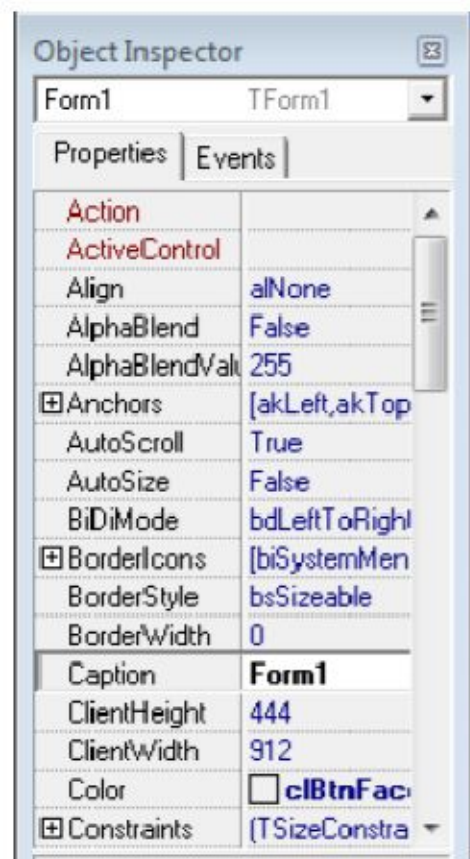 Object Inspector
Form1 TForm1
Properties Events
Action
ActiveControl
Align alNone
AlphaBlend False
AlphaBlendValu 255
Anchors [akLeft,akTop
AutoScroll True
AutoSize False
BiDiMode bdLeftToRight
BorderIcons [biSystemMen
BorderStyle bsSizeable
BorderWidth 0
Caption Form1
ClientHeight 444
ClientWidth 912
Color clBtnFac
Constraints (TSizeConstra